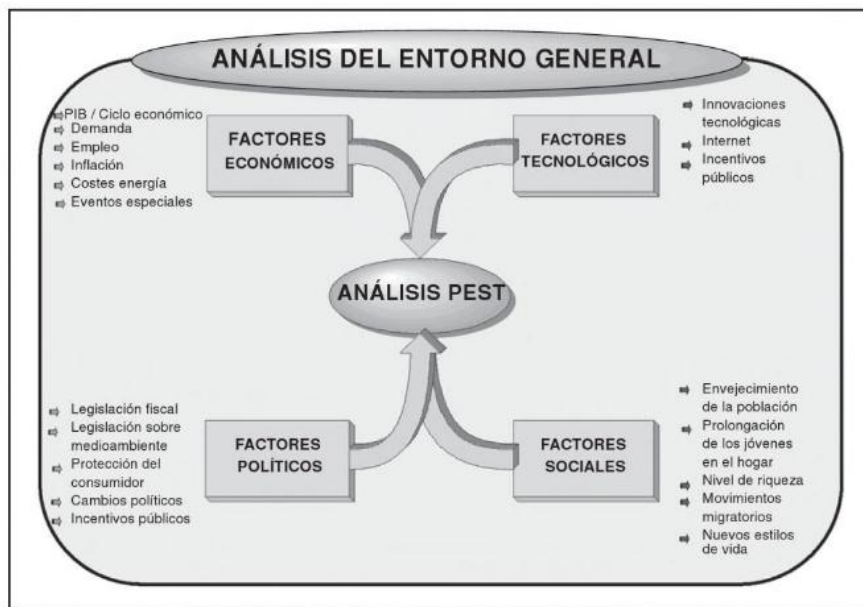 ANÁLISIS DEL ENTORNO GENERAL
PIB / Ciclo económico
Demanda
Empleo
Inflación
Costes energía
Eventos especiales
FACTORES
ECONÓMICOS
FACTORES
TECNOLÓGICOS
Innovaciones
tecnológicas
Internet
Incentivos
públicos
ANÁLISIS PEST
Legislación fiscal
Legislación sobre
medioambiente
Protección del
consumidor
Cambios políticos
Incentivos públicos
FACTORES
POLÍTICOS
FACTORES
SOCIALES
Envejecimiento
de la población
Prolongación
de los jóvenes
en el hogar
Nivel de riqueza
Movimientos
migratorios
Nuevos estilos
de vida